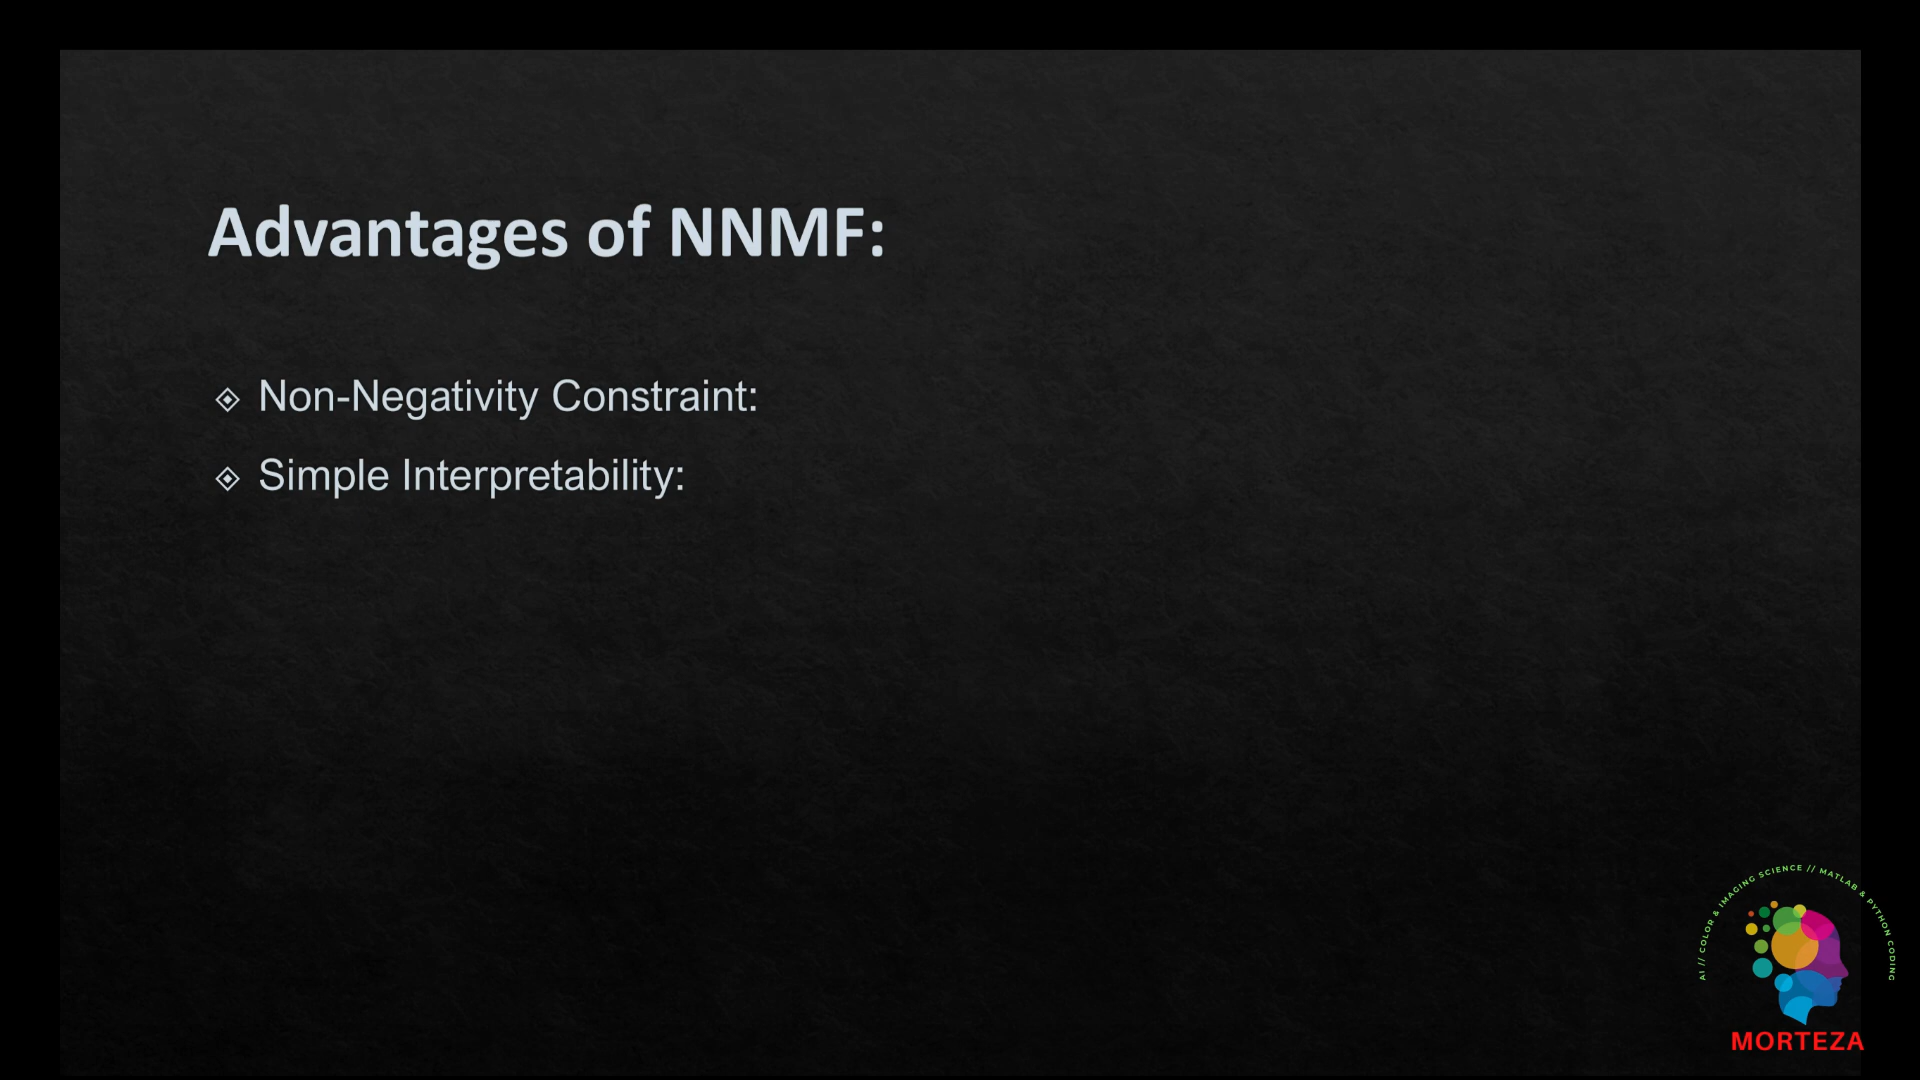 Advantages of NNMF:
Non-Negativity Constraint:
Simple Interpretability:
AI // COLOR & IMAGING SCIENCE // MATLAB & PYTHON CODING
MORTEZA